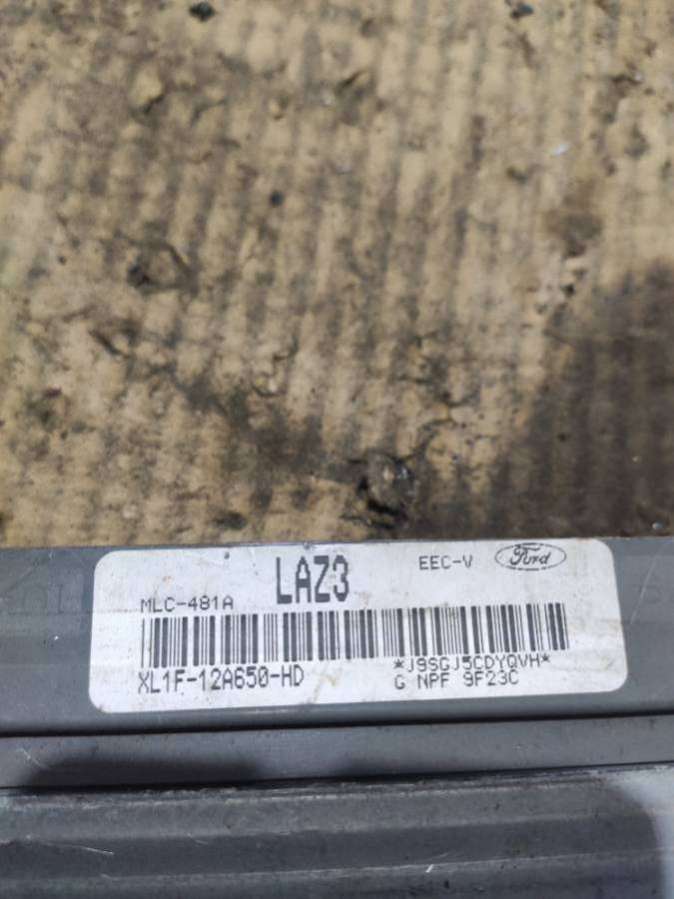 LAZ3 EEC-V Ford
MLC-481A
*J9SGJ5CDYQVH*
XL1F-12A650-HD
G NPF 9F23C